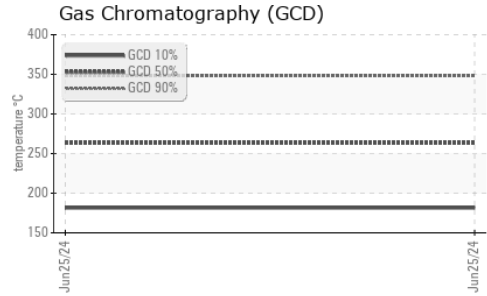 Gas Chromatography (GCD)
400
350
300
250
200
150
temperature °C
GCD 10%
GCD 50%
GCD 90%
Jun25/24
Jun25/24